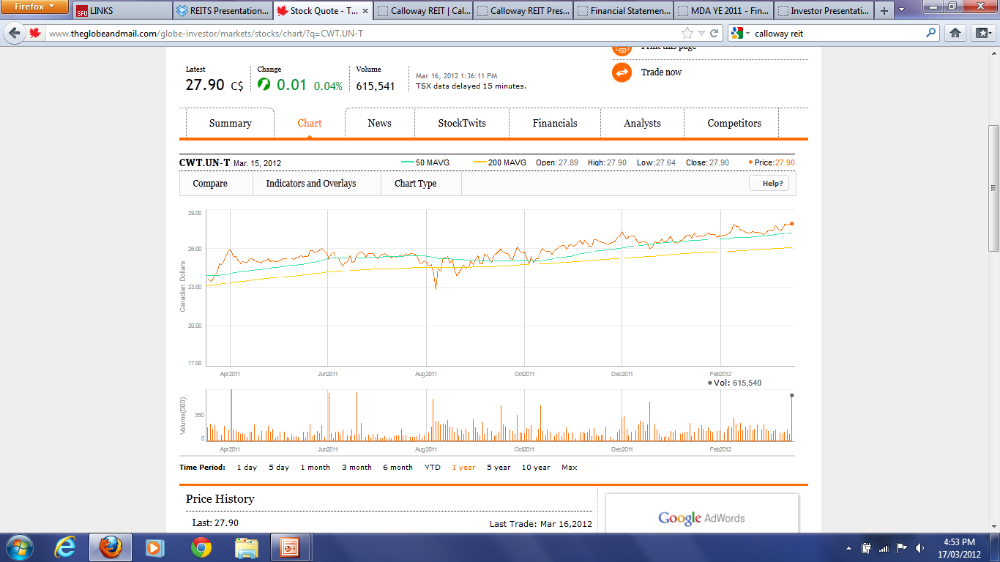 Firefox
LINKS
REITS Presentation...
Stock Quote - T...
Calloway REIT | Cal...
Calloway REIT Pres...
Financial Statemen...
MDA YE 2011 - Fin...
Investor Presentati...
www.theglobeandmail.com/globe-investor/markets/stocks/chart/?q=CWT.UN-T
calloway reit
Print this page
Latest
Change
Volume
27.90 C$
0.01 0.04%
615,541
Mar 16, 2012 1:36:11 PM
TSX data delayed 15 minutes.
Trade now
Summary
Chart
News
StockTwits
Financials
Analysts
Competitors
CWT.UN-T Mar. 15, 2012
50 MAVG
200 MAVG
Open: 27.89
High: 27.90
Low: 27.64
Close: 27.90
Price: 27.90
Compare
Indicators and Overlays
Chart Type
Help?
29.00
26.00
23.00
20.00
17.00
Canadian Dollars
Apr2011
Jun2011
Aug2011
Oct2011
Dec2011
Feb2012
Vol: 615,540
Volume(000)
350
0
Apr2011
Jun2011
Aug2011
Oct2011
Dec2011
Feb2012
Time Period: 1 day 5 day 1 month 3 month 6 month YTD 1 year 5 year 10 year Max
Price History
Last: 27.90
Last Trade: Mar 16,2012
Google AdWords
4:53 PM
17/03/2012
SFU